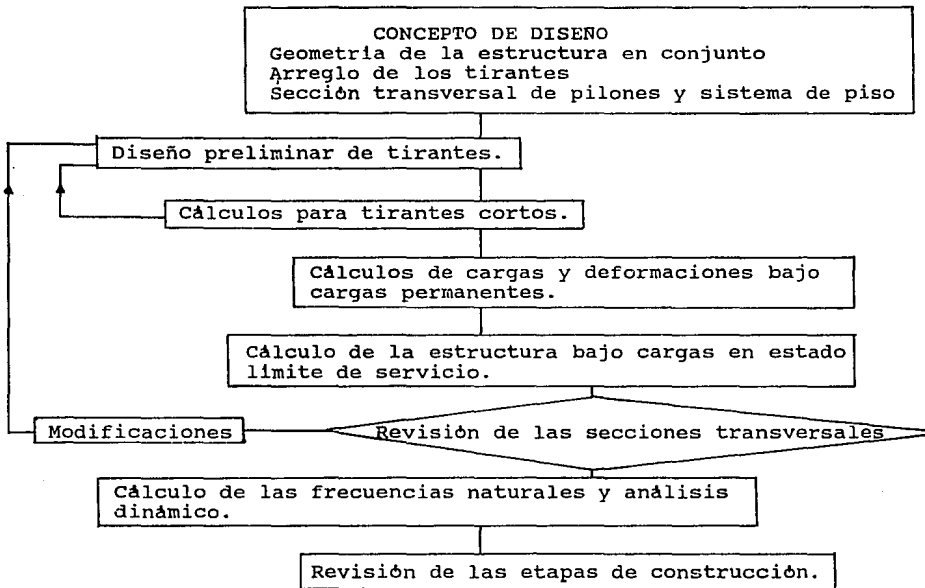 CONCEPTO DE DISEÑO
Geometria de la estructura en conjunto
Arreglo de los tirantes
Sección transversal de pilones y sistema de piso
Diseño preliminar de tirantes.
Cálculos para tirantes cortos.
Cálculos de cargas y deformaciones bajo
cargas permanentes.
Cálculo de la estructura bajo cargas en estado
límite de servicio.
Modificaciones
Revisión de las secciones transversales
Cálculo de las frecuencias naturales y análisis
dinámico.
Revisión de las etapas de construcción.